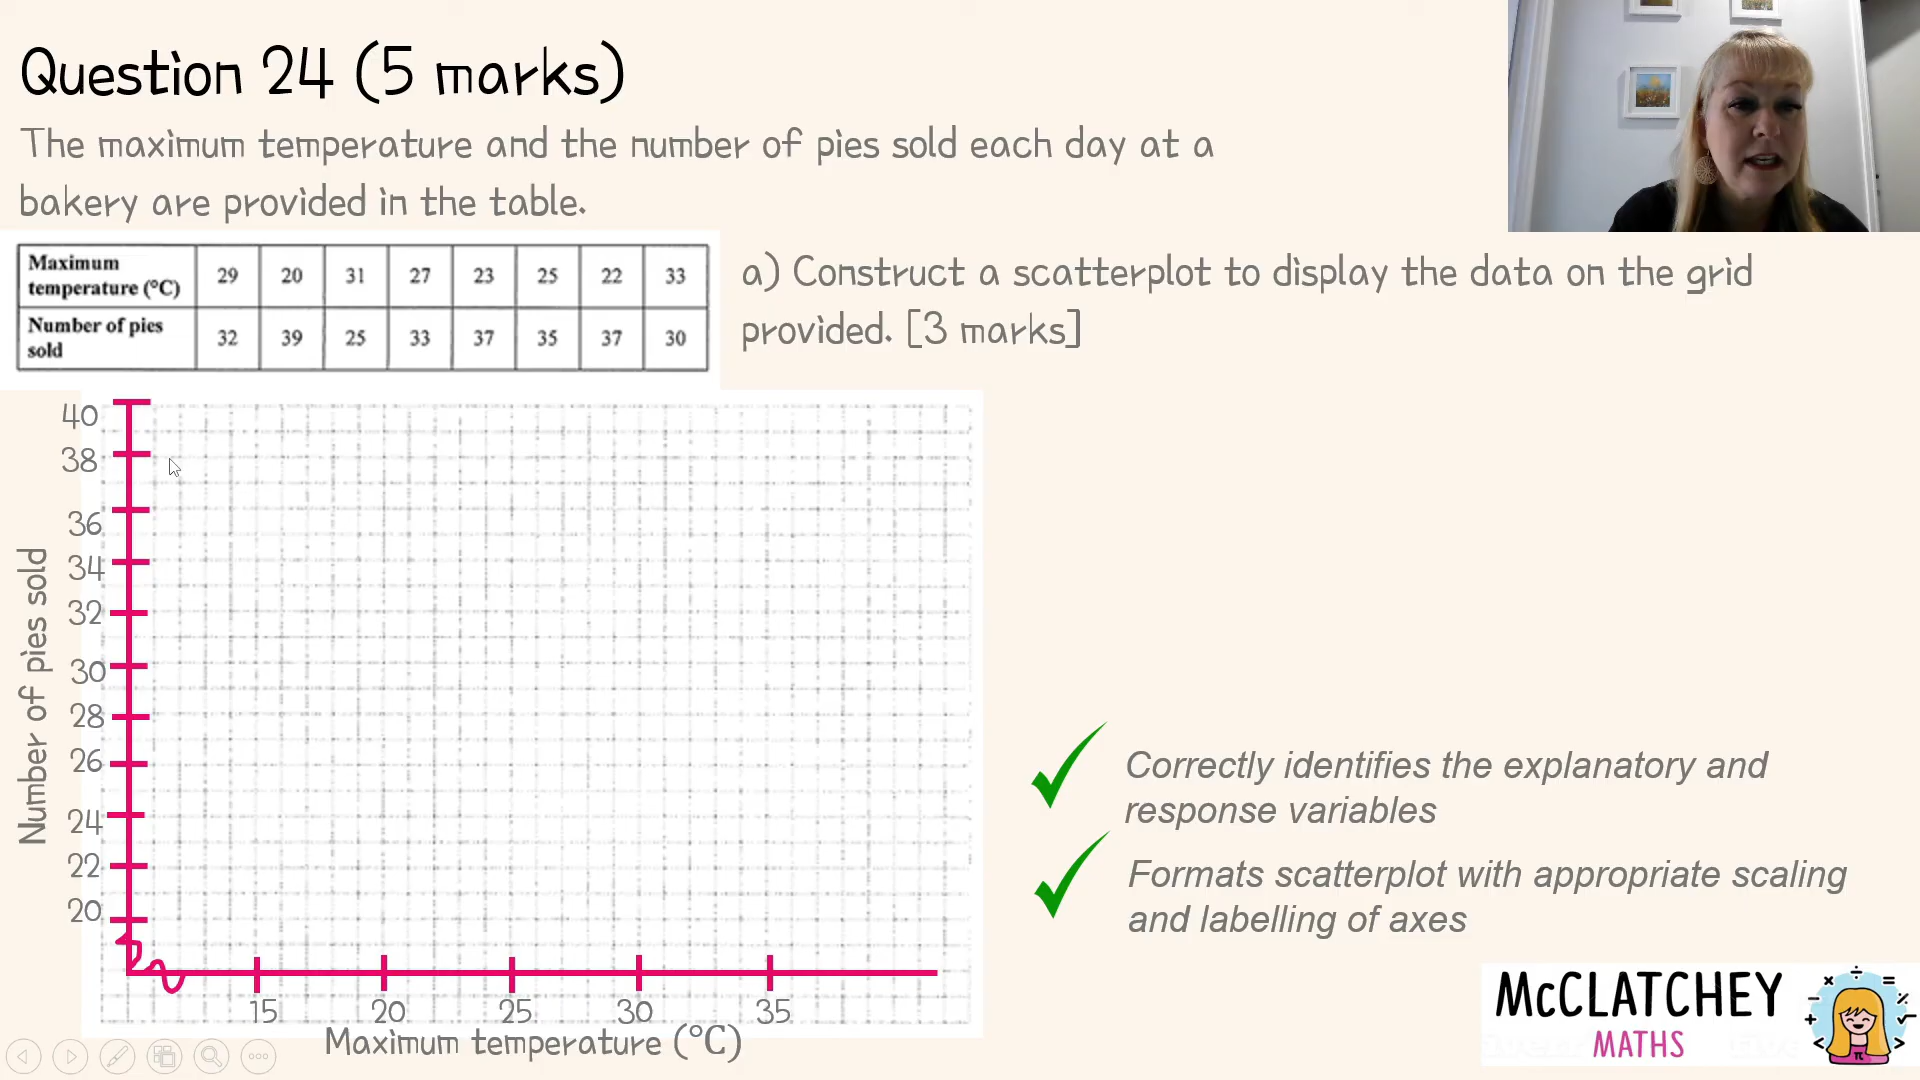 Question 24 (5 marks)
The maximum temperature and the number of pies sold each day at a
bakery are provided in the table.
Maximum temperature (°C) 29 20 31 27 23 25 22 33
Number of pies sold 32 39 25 33 37 35 37 30
a) Construct a scatterplot to display the data on the grid
provided. [3 marks]
40
38
36
34
32
30
28
26
24
22
20
Number of pies sold
15 20 25 30 35
Maximum temperature (°C)
Correctly identifies the explanatory and
response variables
Formats scatterplot with appropriate scaling
and labelling of axes
McCLATCHEY
MATHS
× ÷ = − % + √ < > π